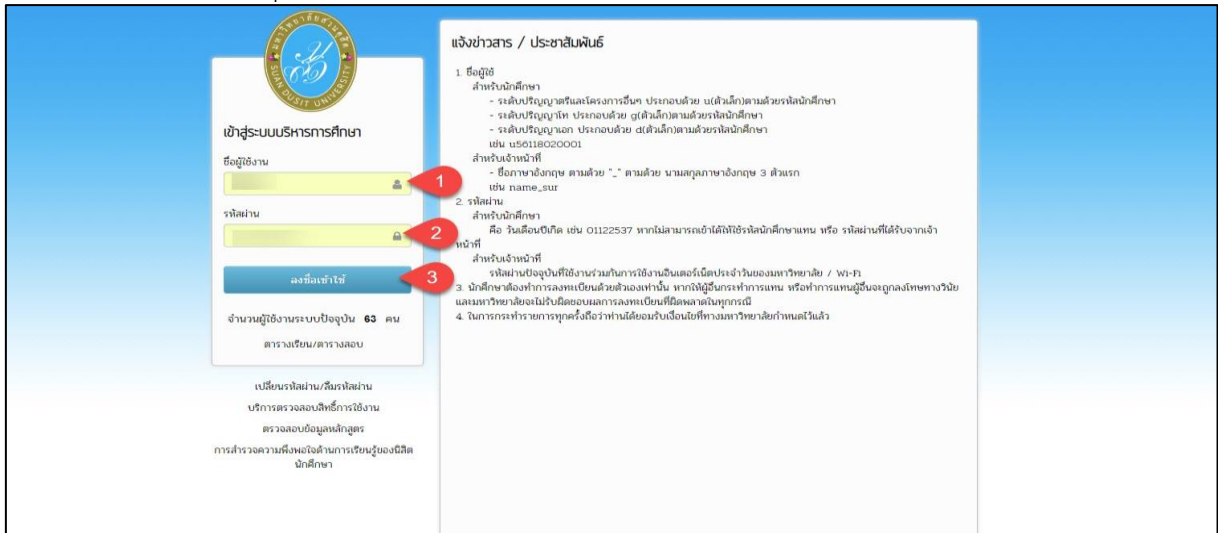 มหาวิทยาลัยสวนดุสิต
SUAN DUSIT UNIVERSITY
เข้าสู่ระบบบริหารการศึกษา
ชื่อผู้ใช้งาน
1
รหัสผ่าน
2
ลงชื่อเข้าใช้
3
จำนวนผู้ใช้งานระบบปัจจุบัน 63 คน
ตารางเรียน/ตารางสอบ
เปลี่ยนรหัสผ่าน/ลืมรหัสผ่าน
บริการตรวจสอบสิทธิ์การใช้งาน
ตรวจสอบข้อมูลหลักสูตร
การสำรวจความพึงพอใจด้านการเรียนรู้ของนิสิต
นักศึกษา
แจ้งข่าวสาร / ประชาสัมพันธ์
1. ชื่อผู้ใช้
สำหรับนักศึกษา
- ระดับปริญญาตรีและโครงการอื่นๆ ประกอบด้วย u(ตัวเล็ก)ตามด้วยรหัสนักศึกษา
- ระดับปริญญาโท ประกอบด้วย g(ตัวเล็ก)ตามด้วยรหัสนักศึกษา
- ระดับปริญญาเอก ประกอบด้วย d(ตัวเล็ก)ตามด้วยรหัสนักศึกษา
เช่น u56118020001
สำหรับเจ้าหน้าที่
- ชื่อภาษาอังกฤษ ตามด้วย "_" ตามด้วย นามสกุลภาษาอังกฤษ 3 ตัวแรก
เช่น name_sur
2. รหัสผ่าน
สำหรับนักศึกษา
คือ วันเดือนปีเกิด เช่น 01122537 หากไม่สามารถเข้าได้ให้ใช้รหัสนักศึกษาแทน หรือ รหัสผ่านที่ได้รับจากเจ้า
หน้าที่
สำหรับเจ้าหน้าที่
รหัสผ่านปัจจุบันที่ใช้งานร่วมกับการใช้งานอินเตอร์เน็ตประจำวันของมหาวิทยาลัย / Wi-Fi
3. นักศึกษาต้องทำการลงทะเบียนด้วยตัวเองเท่านั้น หากให้ผู้อื่นกระทำการแทน หรือทำการแทนผู้อื่นจะถูกลงโทษทางวินัย
และมหาวิทยาลัยจะไม่รับผิดชอบผลการลงทะเบียนที่ผิดพลาดในทุกกรณี
4. ในการกระทำรายการทุกครั้งถือว่าท่านได้ยอมรับเงื่อนไขที่ทางมหาวิทยาลัยกำหนดไว้แล้ว